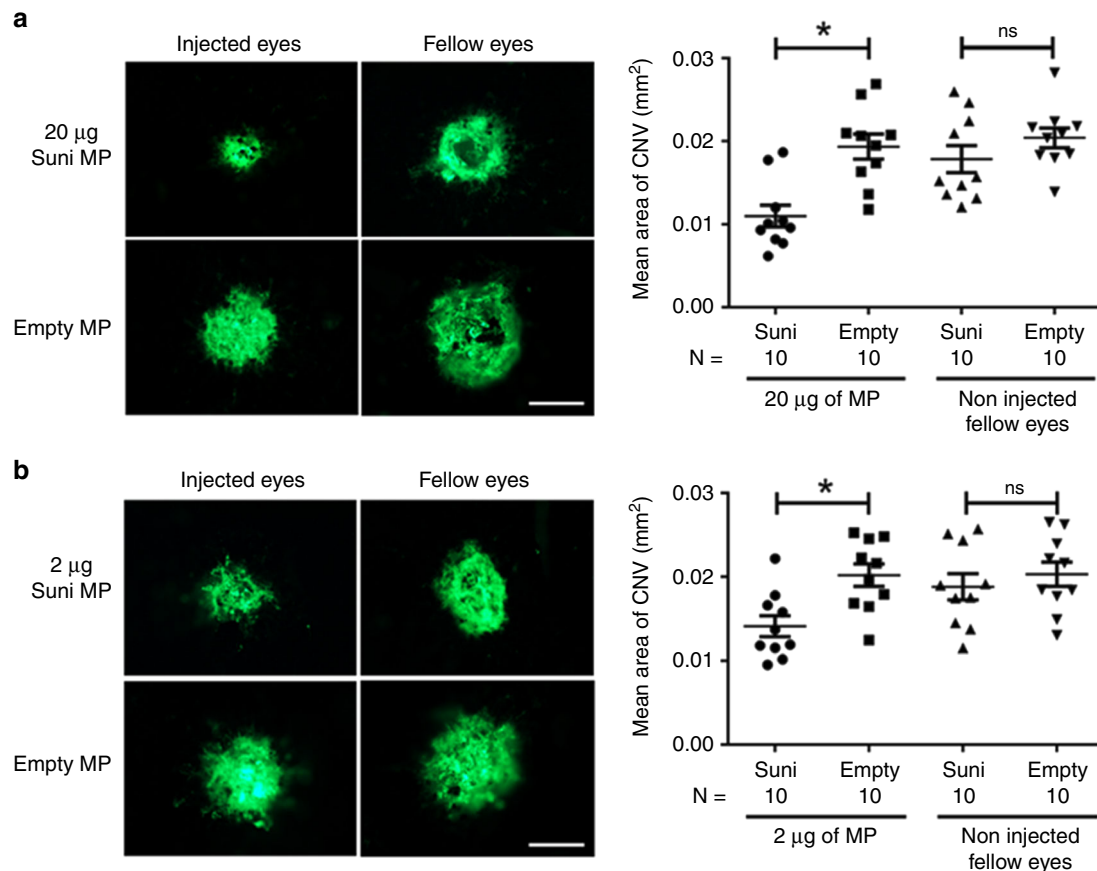 a
Injected eyes
Fellow eyes
20 μg
Suni MP
Empty MP
Mean area of CNV (mm²)
0.03
0.02
0.01
0.00
*
ns
Suni Empty Suni Empty
N = 10 10 10 10
20 μg of MP
Non injected
fellow eyes
b
Injected eyes
Fellow eyes
2 μg
Suni MP
Empty MP
Mean area of CNV (mm²)
0.03
0.02
0.01
0.00
*
ns
Suni Empty Suni Empty
N = 10 10 10 10
2 μg of MP
Non injected
fellow eyes